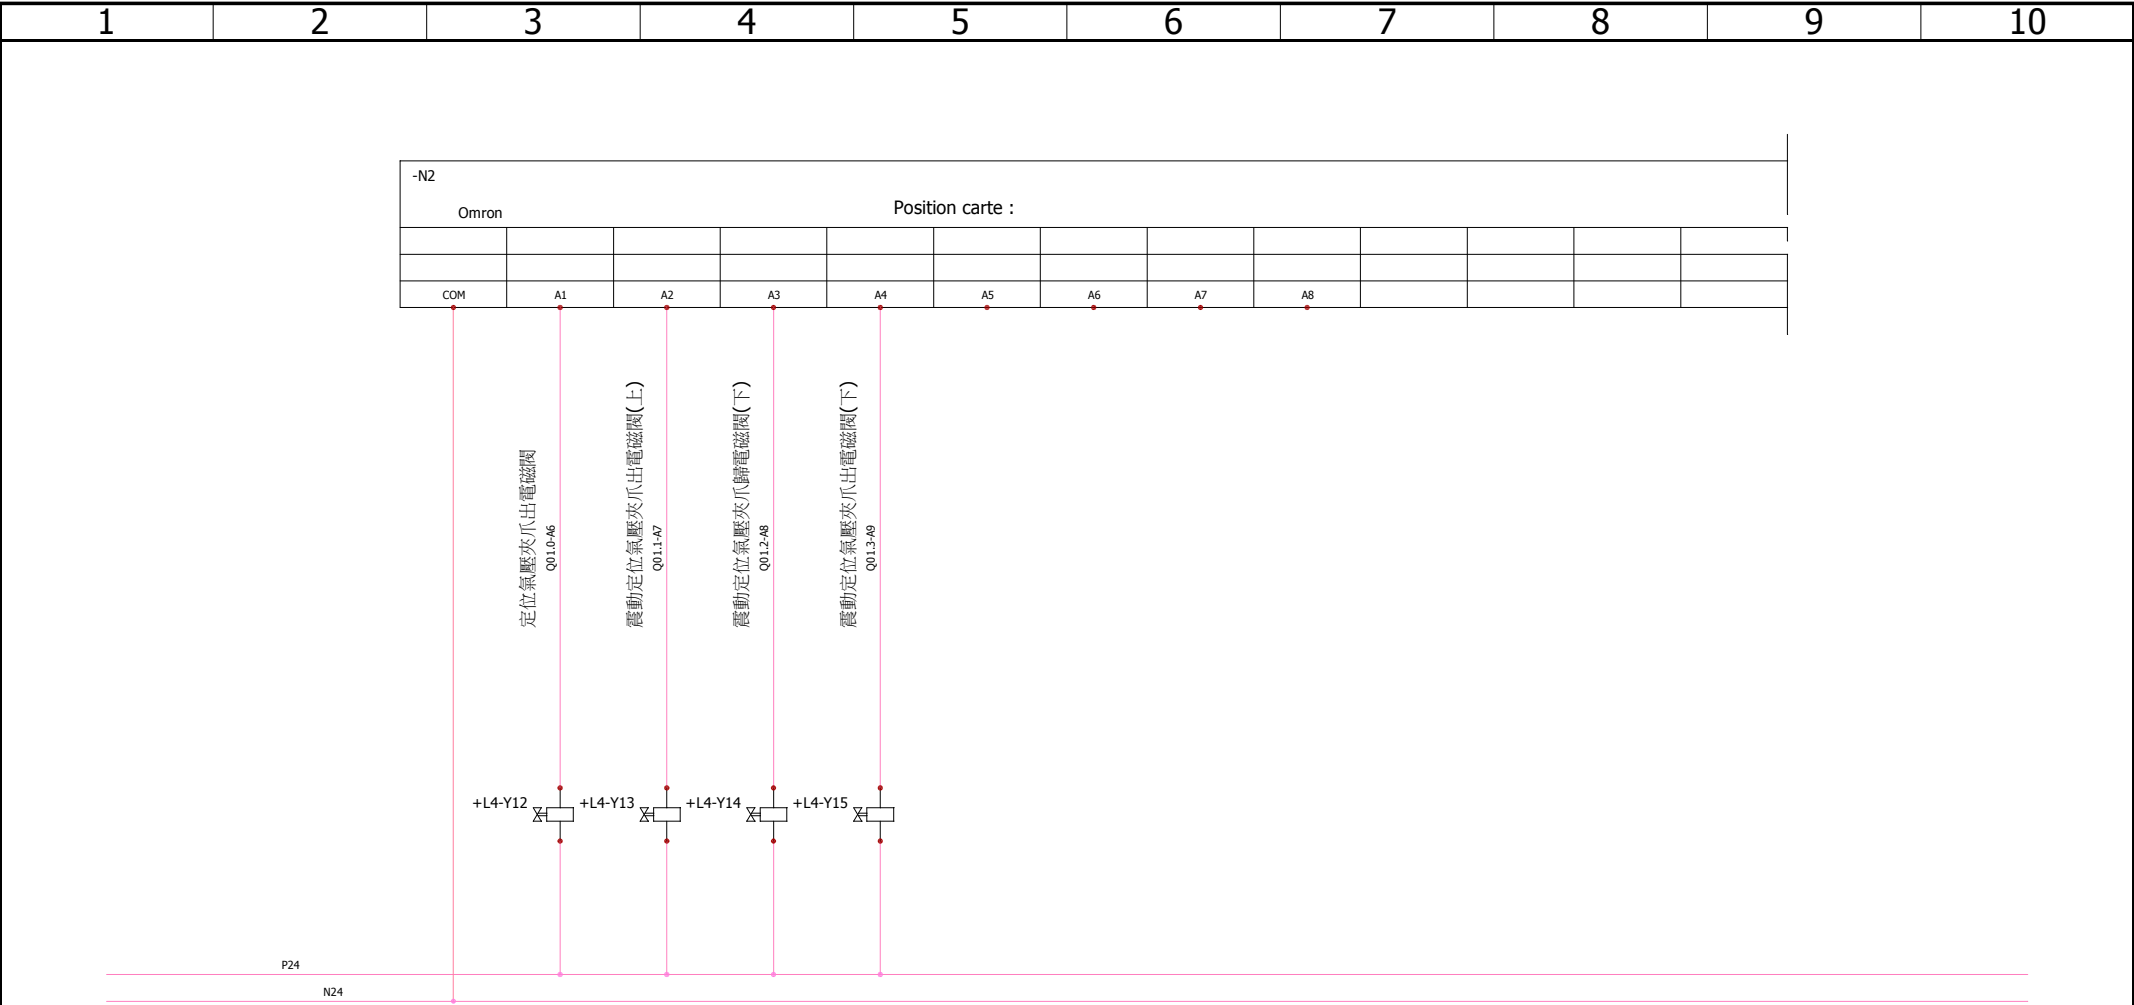 1 2 3 4 5 6 7 8 9 10
-N2
Omron
Position carte :
COM A1 A2 A3 A4 A5 A6 A7 A8
定位氣壓夾爪出電磁閥
Q01.0-A6
震動定位氣壓夾爪出電磁閥(上)
Q01.1-A7
震動定位氣壓夾爪歸電磁閥(下)
Q01.2-A8
震動定位氣壓夾爪出電磁閥(下)
Q01.3-A9
+L4-Y12 +L4-Y13 +L4-Y14 +L4-Y15
P24
N24